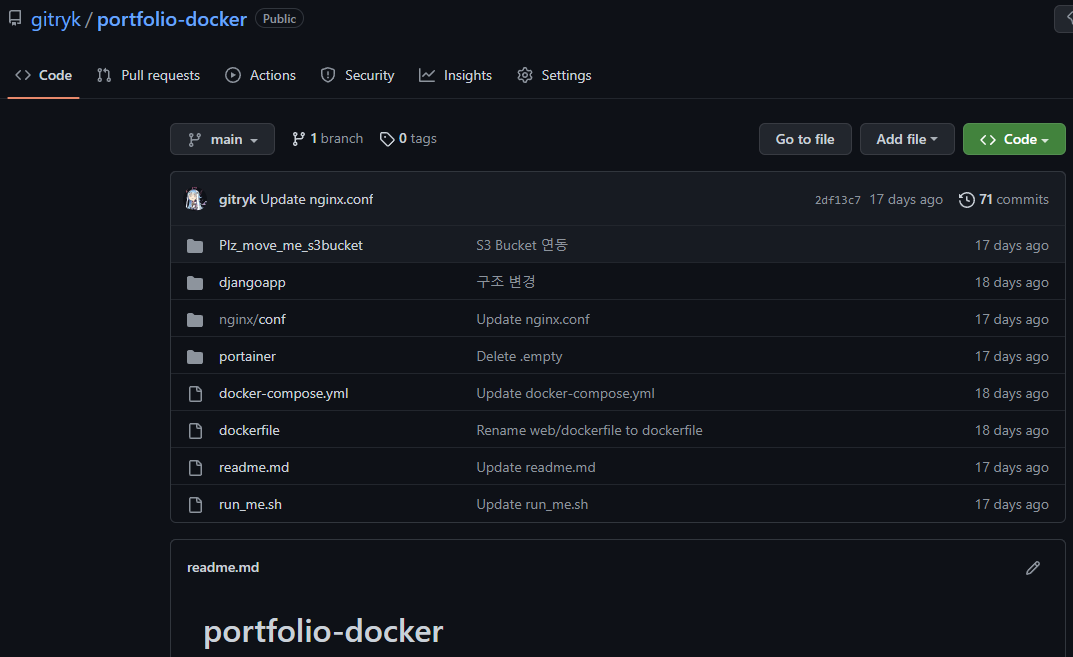 gitryk / portfolio-docker Public
Code Pull requests Actions Security Insights Settings
main 1 branch 0 tags Go to file Add file Code
gitryk Update nginx.conf 2df13c7 17 days ago 71 commits
Plz_move_me_s3bucket S3 Bucket 연동 17 days ago
djangoapp 구조 변경 18 days ago
nginx/conf Update nginx.conf 17 days ago
portainer Delete .empty 17 days ago
docker-compose.yml Update docker-compose.yml 18 days ago
dockerfile Rename web/dockerfile to dockerfile 18 days ago
readme.md Update readme.md 17 days ago
run_me.sh Update run_me.sh 17 days ago
readme.md
portfolio-docker